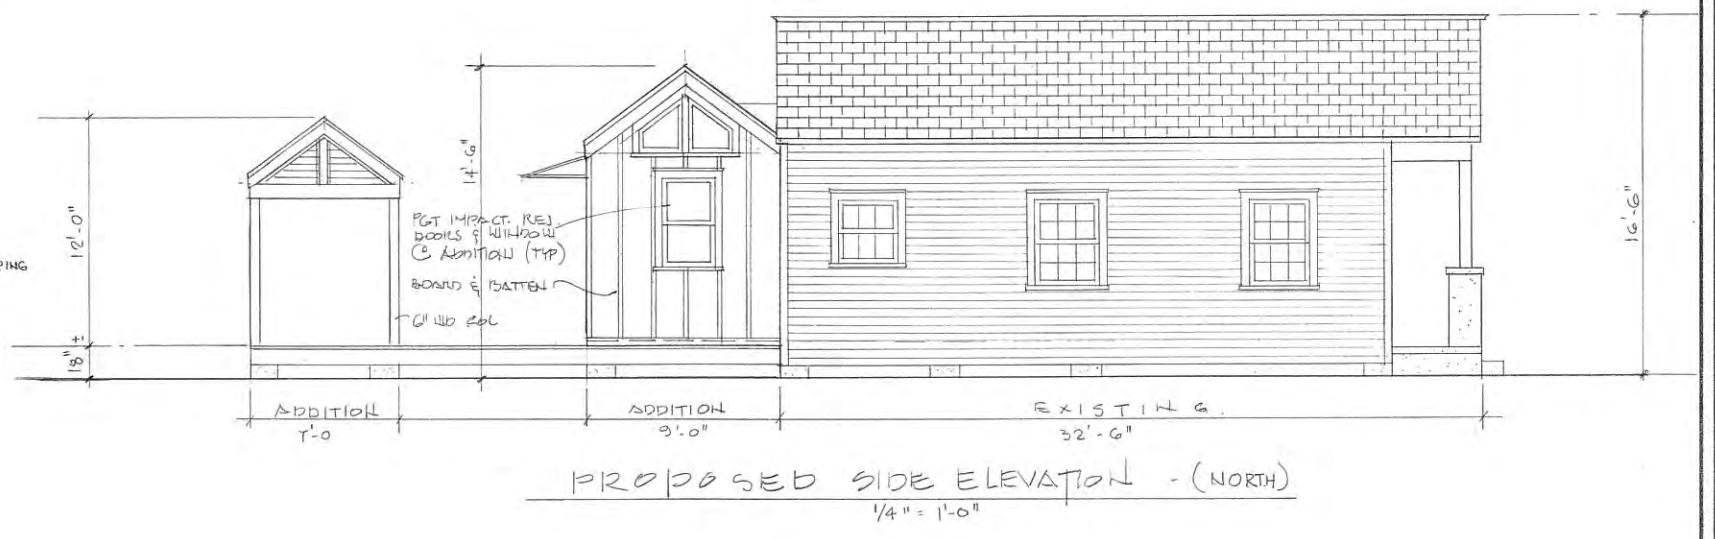 14'-6"
12'-0"
16'-6"
PGT IMPACT. RES.
DOORS & WINDOW
@ ADDITION (TYP)
BOARD & BATTEN
6" WD COL
PING
18" ±
ADDITION
7'-0
ADDITION
9'-0"
EXISTING.
32'-6"
PROPOSED SIDE ELEVATION - (NORTH)
1/4" = 1'-0"